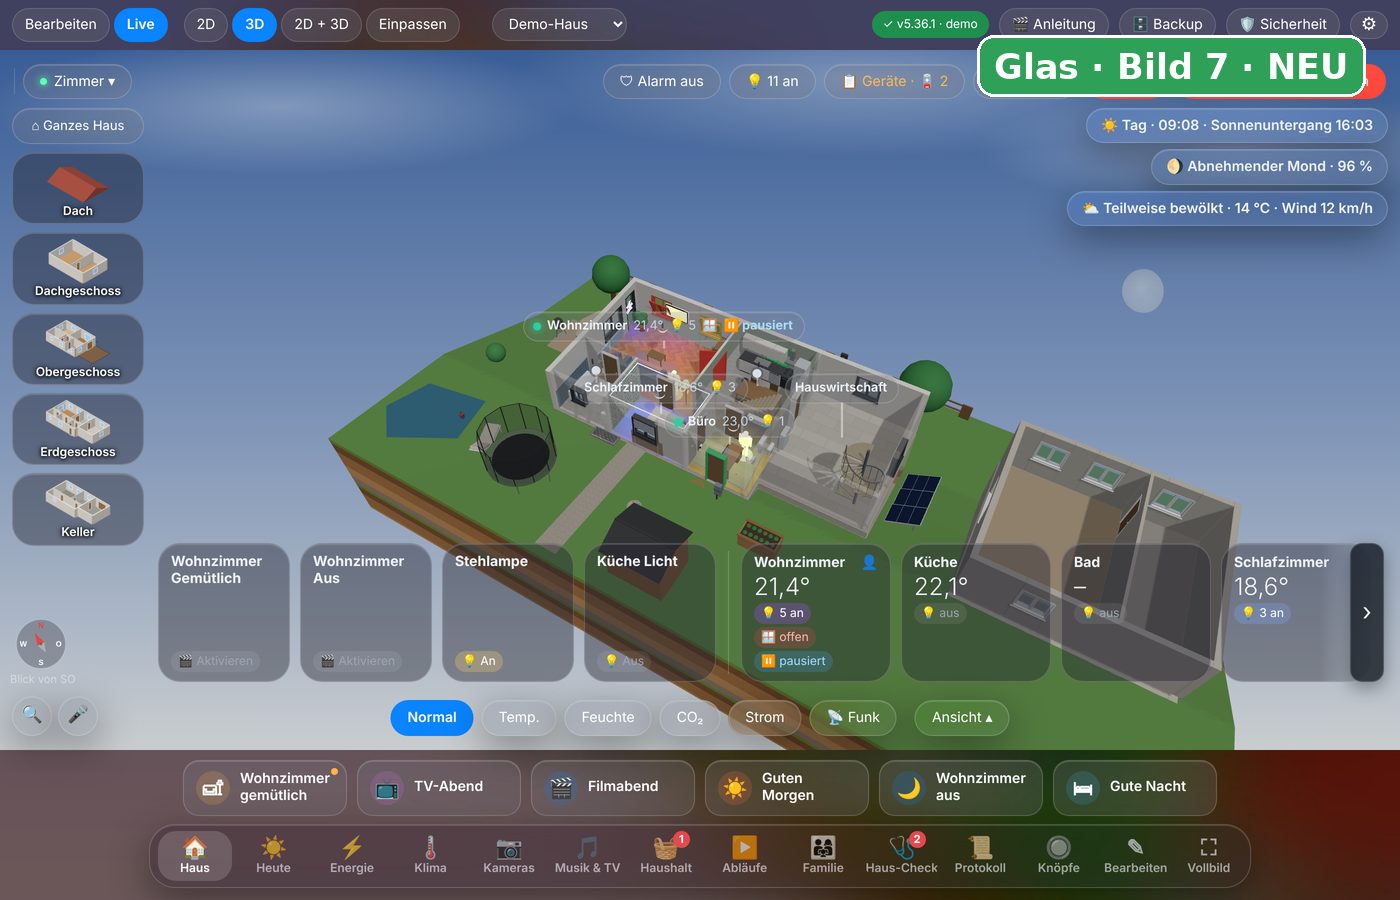 Bearbeiten Live 2D 3D 2D + 3D Einpassen Demo-Haus ✓ v5.36.1 · demo Anleitung Backup Sicherheit
Glas · Bild 7 · NEU
Zimmer ▾ Alarm aus 11 an Geräte · 2
⌂ Ganzes Haus
Tag · 09:08 · Sonnenuntergang 16:03
Abnehmender Mond · 96 %
Teilweise bewölkt · 14 °C · Wind 12 km/h
Dach
Dachgeschoss
Obergeschoss
Erdgeschoss
Keller
Wohnzimmer 21,4° 5 pausiert
Schlafzimmer 3
Hauswirtschaft
Büro 23,0° 1
Wohnzimmer
Gemütlich
Aktivieren
Wohnzimmer
Aus
Aktivieren
Stehlampe
An
Küche Licht
Aus
Wohnzimmer
21,4°
5 an
offen
pausiert
Küche
22,1°
aus
Bad
–
aus
Schlafzimmer
18,6°
3 an
›
N
W O
S
Blick von SO
Normal Temp. Feuchte CO₂ Strom Funk Ansicht ▴
Wohnzimmer
gemütlich
TV-Abend
Filmabend
Guten
Morgen
Wohnzimmer
aus
Gute Nacht
1 2
Haus Heute Energie Klima Kameras Musik & TV Haushalt Abläufe Familie Haus-Check Protokoll Knöpfe Bearbeiten Vollbild